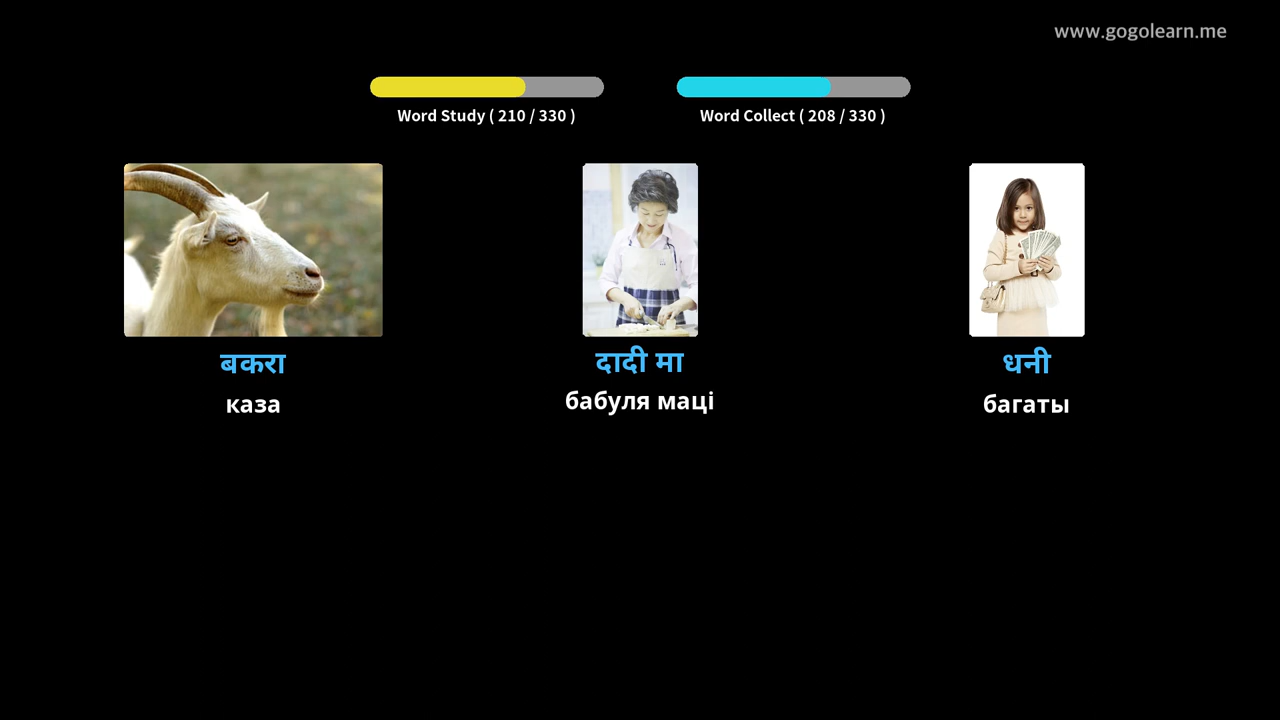 www.gogolearn.me
Word Study ( 210 / 330 )
Word Collect ( 208 / 330 )
बकरा
दादी मा
धनी
каза
бабуля маці
багаты